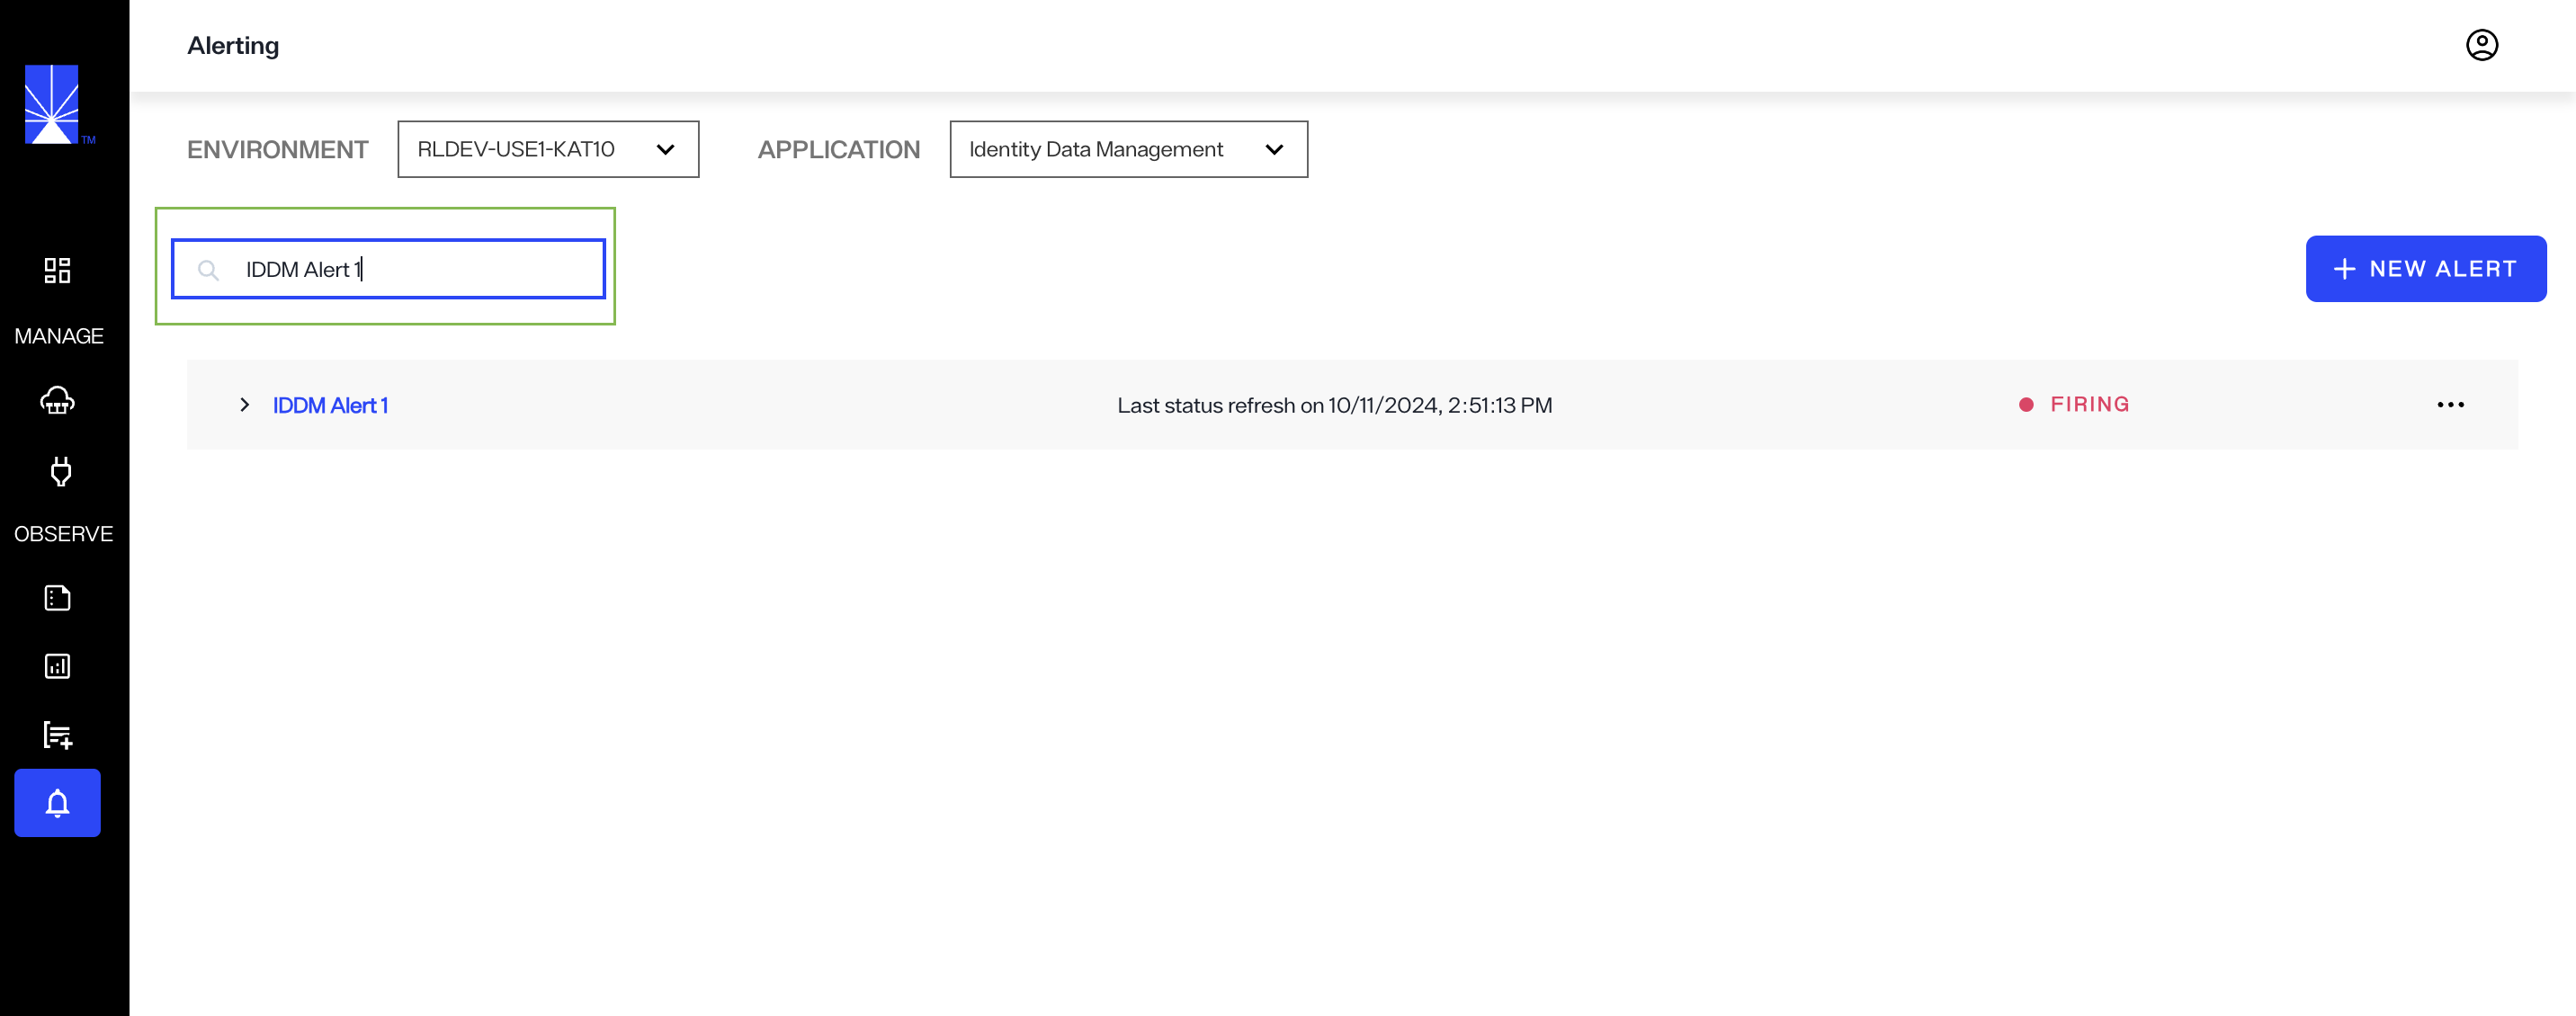 Alerting
TM
ENVIRONMENT
RLDEV-USE1-KAT10
APPLICATION
Identity Data Management
IDDM Alert 1
+ NEW ALERT
MANAGE
IDDM Alert 1
Last status refresh on 10/11/2024, 2:51:13 PM
FIRING
OBSERVE